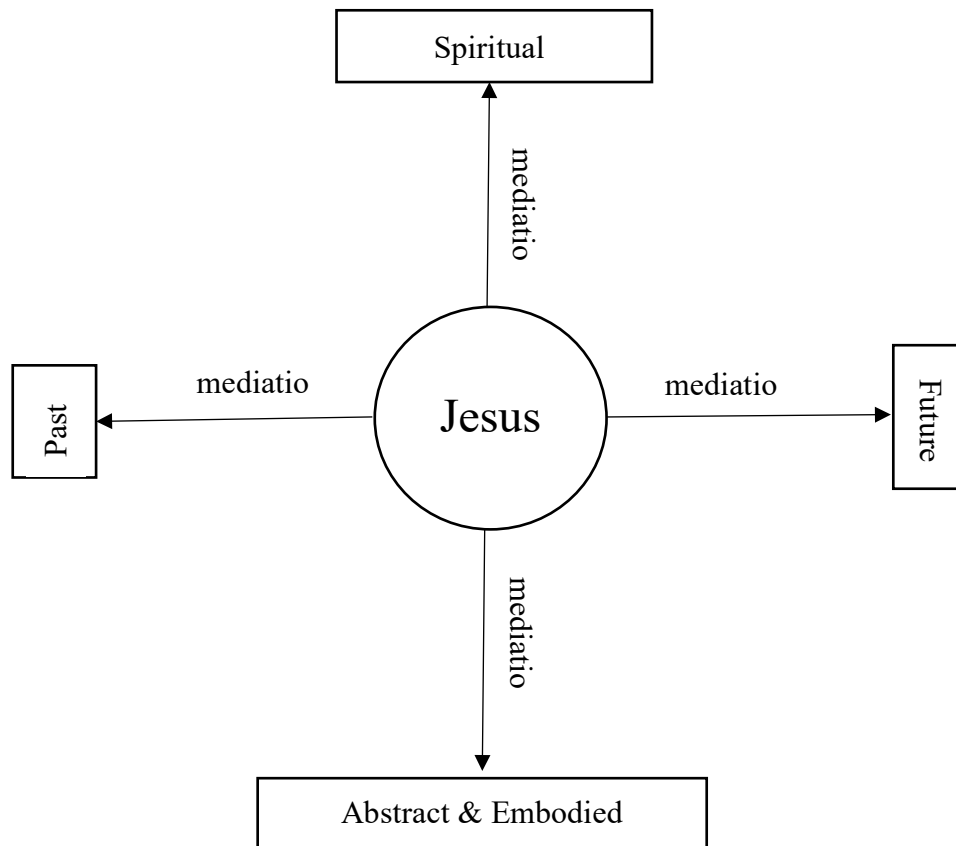 Spiritual
mediatio
mediatio
mediatio
Past
Jesus
Future
mediatio
Abstract & Embodied